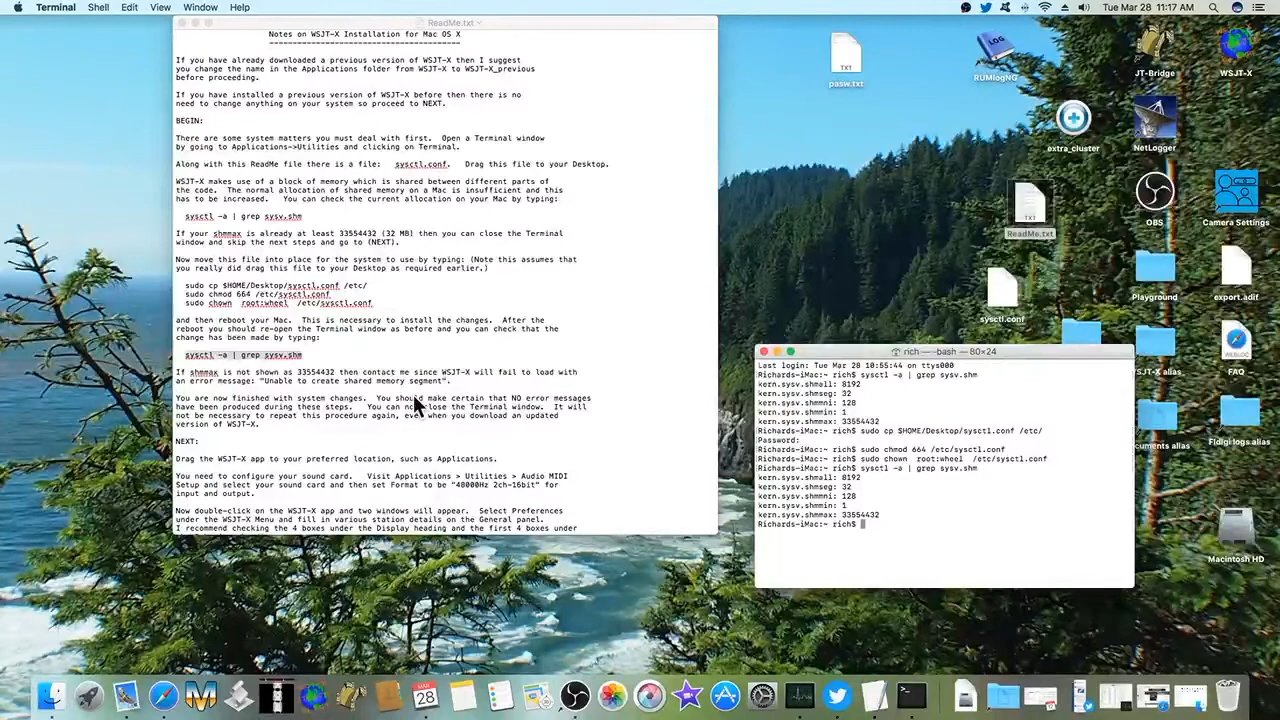 Terminal Shell Edit View Window Help
Tue Mar 28 11:17 AM
ReadMe.txt
Notes on WSJT-X Installation for Mac OS X
-----------------------------------------
If you have already downloaded a previous version of WSJT-X then I suggest
you change the name in the Applications folder from WSJT-X to WSJT-X_previous
before proceeding.
If you have installed a previous version of WSJT-X before then there is no
need to change anything on your system so proceed to NEXT.
BEGIN:
There are some system matters you must deal with first. Open a Terminal window
by going to Applications->Utilities and clicking on Terminal.
Along with this ReadMe file there is a file: sysctl.conf. Drag this file to your Desktop.
WSJT-X makes use of a block of memory which is shared between different parts of
the code. The normal allocation of shared memory on a Mac is insufficient and this
has to be increased. You can check the current allocation on your Mac by typing:
sysctl -a | grep sysv.shm
If your shmmax is already at least 33554432 (32 MB) then you can close the Terminal
window and skip the next steps and go to (NEXT).
Now move this file into place for the system to use by typing: (Note this assumes that
you really did drag this file to your Desktop as required earlier.)
sudo cp $HOME/Desktop/sysctl.conf /etc/
sudo chmod 664 /etc/sysctl.conf
sudo chown root:wheel /etc/sysctl.conf
and then reboot your Mac. This is necessary to install the changes. After the
reboot you should re-open the Terminal window as before and you can check that the
change has been made by typing:
sysctl -a | grep sysv.shm
If shmmax is not shown as 33554432 then contact me since WSJT-X will fail to load with
an error message: "Unable to create shared memory segment".
You are now finished with system changes. You should make certain that NO error messages
have been produced during these steps. You can now close the Terminal window. It will
not be necessary to repeat this procedure again, even when you download an updated
version of WSJT-X.
NEXT:
Drag the WSJT-X app to your preferred location, such as Applications.
You need to configure your sound card. Visit Applications > Utilities > Audio MIDI
Setup and select your sound card and then set Format to be "48000Hz 2ch-16bit" for
input and output.
Now double-click on the WSJT-X app and two windows will appear. Select Preferences
under the WSJT-X Menu and fill in various station details on the General panel.
I recommend checking the 4 boxes under the Display heading and the first 4 boxes under
TXT
pasw.txt
LOG
RUMlogNG
JT-Bridge
WSJT-X
extra_cluster
NetLogger
TXT
ReadMe.txt
OBS
Camera Settings
sysctl.conf
Playground
export.adif
-X alias
WEBLOC
FAQ
uments alias
Fldigi logs alias
Macintosh HD
rich — -bash — 80×24
Last login: Tue Mar 28 10:55:44 on ttys000
Richards-iMac:~ rich$ sysctl -a | grep sysv.shm
kern.sysv.shmall: 8192
kern.sysv.shmseg: 32
kern.sysv.shmmni: 128
kern.sysv.shmmin: 1
kern.sysv.shmmax: 33554432
Richards-iMac:~ rich$ sudo cp $HOME/Desktop/sysctl.conf /etc/
Password:
Richards-iMac:~ rich$ sudo chmod 664 /etc/sysctl.conf
Richards-iMac:~ rich$ sudo chown root:wheel /etc/sysctl.conf
Richards-iMac:~ rich$ sysctl -a | grep sysv.shm
kern.sysv.shmall: 8192
kern.sysv.shmseg: 32
kern.sysv.shmmni: 128
kern.sysv.shmmin: 1
kern.sysv.shmmax: 33554432
Richards-iMac:~ rich$
MAR
28